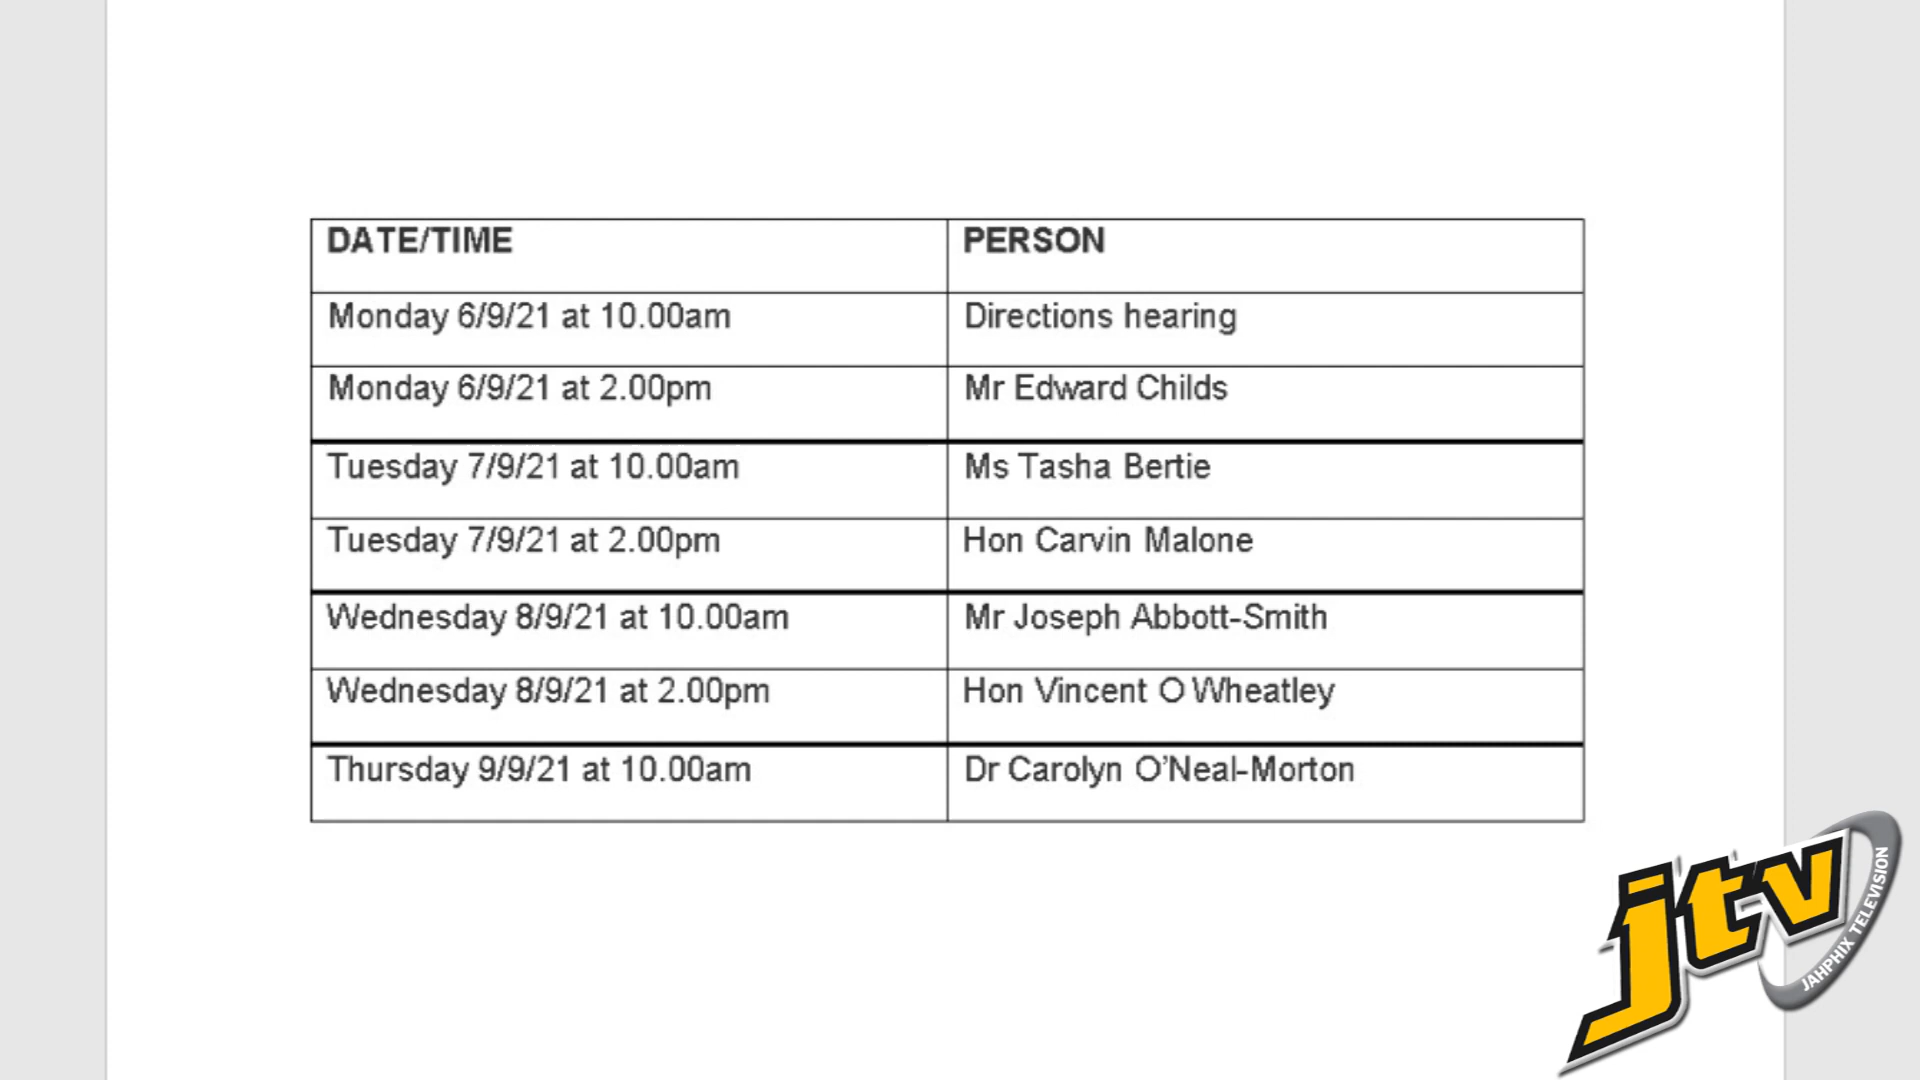 DATE/TIME PERSON
Monday 6/9/21 at 10.00am Directions hearing
Monday 6/9/21 at 2.00pm Mr Edward Childs
Tuesday 7/9/21 at 10.00am Ms Tasha Bertie
Tuesday 7/9/21 at 2.00pm Hon Carvin Malone
Wednesday 8/9/21 at 10.00am Mr Joseph Abbott-Smith
Wednesday 8/9/21 at 2.00pm Hon Vincent O Wheatley
Thursday 9/9/21 at 10.00am Dr Carolyn O’Neal-Morton
jtv
JAHPHIX TELEVISION